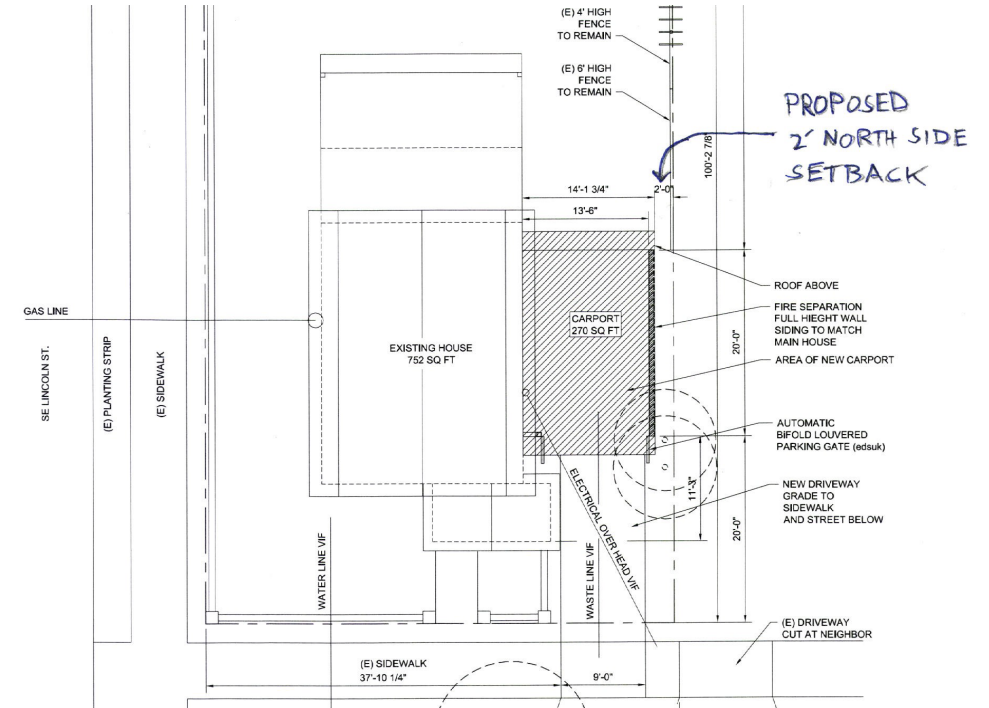 (E) 4' HIGH
FENCE
TO REMAIN
(E) 6' HIGH
FENCE
TO REMAIN
PROPOSED
2' NORTH SIDE
SETBACK
100'-2 7/8"
14'-1 3/4"
2'-0"
13'-6"
ROOF ABOVE
FIRE SEPARATION
FULL HIEGHT WALL
SIDING TO MATCH
MAIN HOUSE
GAS LINE
CARPORT
270 SQ FT
20'-0"
EXISTING HOUSE
752 SQ FT
AREA OF NEW CARPORT
SE LINCOLN ST.
(E) PLANTING STRIP
(E) SIDEWALK
AUTOMATIC
BIFOLD LOUVERED
PARKING GATE (edsuk)
11'-3"
NEW DRIVEWAY
GRADE TO
SIDEWALK
AND STREET BELOW
20'-0"
ELECTRICAL OVER HEAD VIF
WATER LINE VIF
WASTE LINE VIF
(E) DRIVEWAY
CUT AT NEIGHBOR
(E) SIDEWALK
37'-10 1/4"
9'-0"